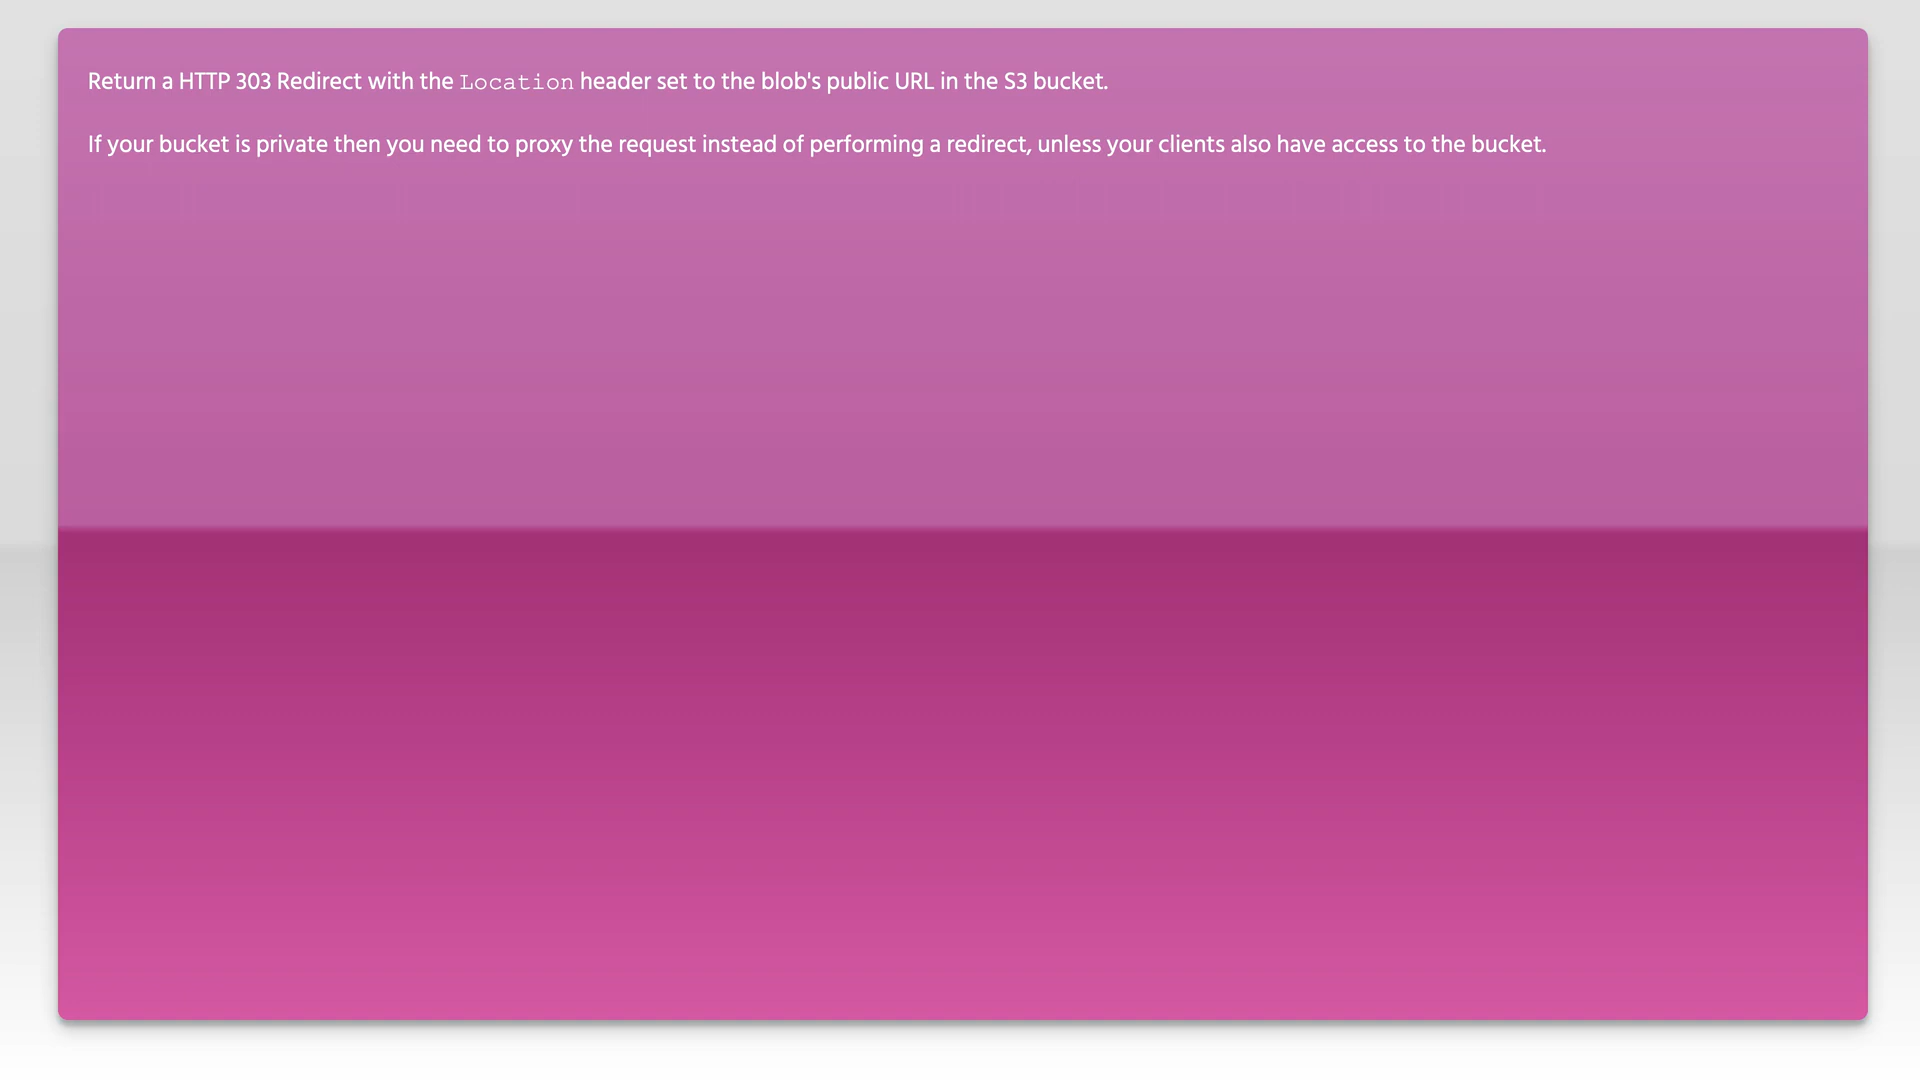 Return a HTTP 303 Redirect with the Location header set to the blob's public URL in the S3 bucket.
If your bucket is private then you need to proxy the request instead of performing a redirect, unless your clients also have access to the bucket.